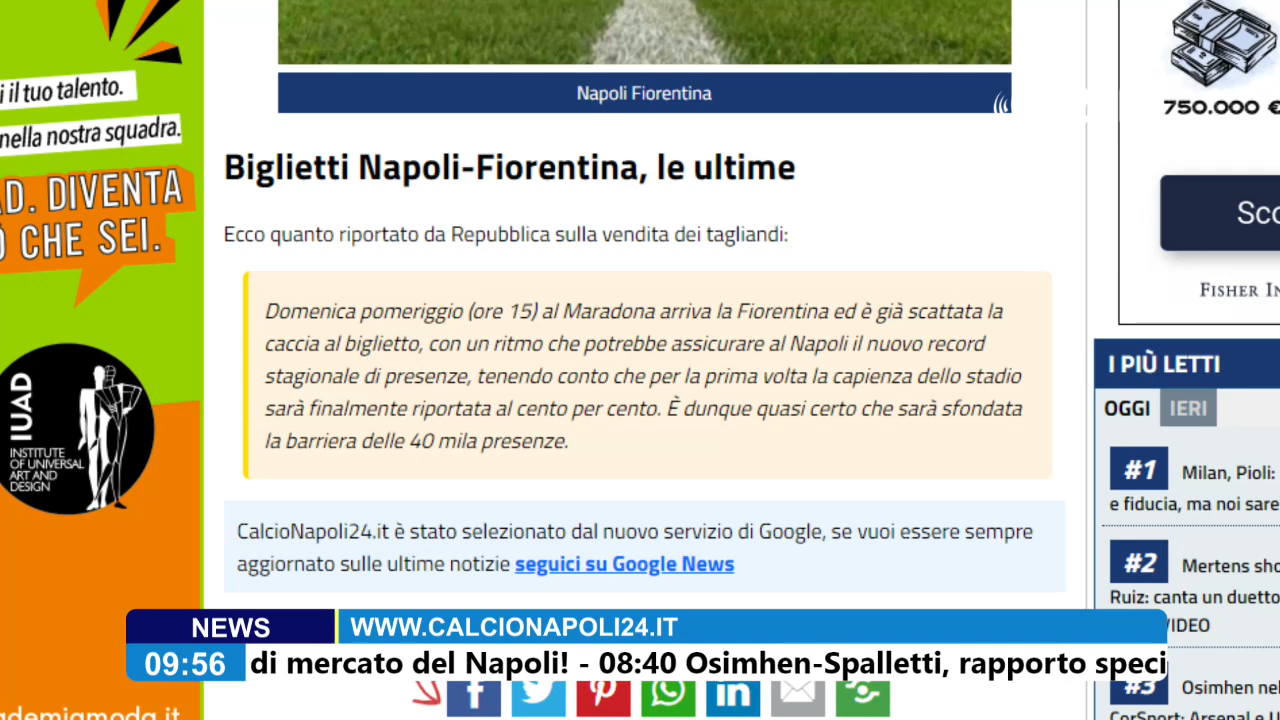 i il tuo talento.
nella nostra squadra.
DIVENTA
CHE SEI.
IUAD
INSTITUTE
OF UNIVERSAL
ART AND
DESIGN
Napoli Fiorentina
Biglietti Napoli-Fiorentina, le ultime
Ecco quanto riportato da Repubblica sulla vendita dei tagliandi:
Domenica pomeriggio (ore 15) al Maradona arriva la Fiorentina ed è già scattata la
caccia al biglietto, con un ritmo che potrebbe assicurare al Napoli il nuovo record
stagionale di presenze, tenendo conto che per la prima volta la capienza dello stadio
sarà finalmente riportata al cento per cento. È dunque quasi certo che sarà sfondata
la barriera delle 40 mila presenze.
CalcioNapoli24.it è stato selezionato dal nuovo servizio di Google, se vuoi essere sempre
aggiornato sulle ultime notizie seguici su Google News
750.000 €
Sco
FISHER IN
I PIÙ LETTI
OGGI IERI
#1 Milan, Pioli:
e fiducia, ma noi sare
#2 Mertens sho
Ruiz: canta un duetto
VIDEO
#3 Osimhen nel
CorSport: Arsenal e U
NEWS WWW.CALCIONAPOLI24.IT
09:56 di mercato del Napoli! - 08:40 Osimhen-Spalletti, rapporto speci